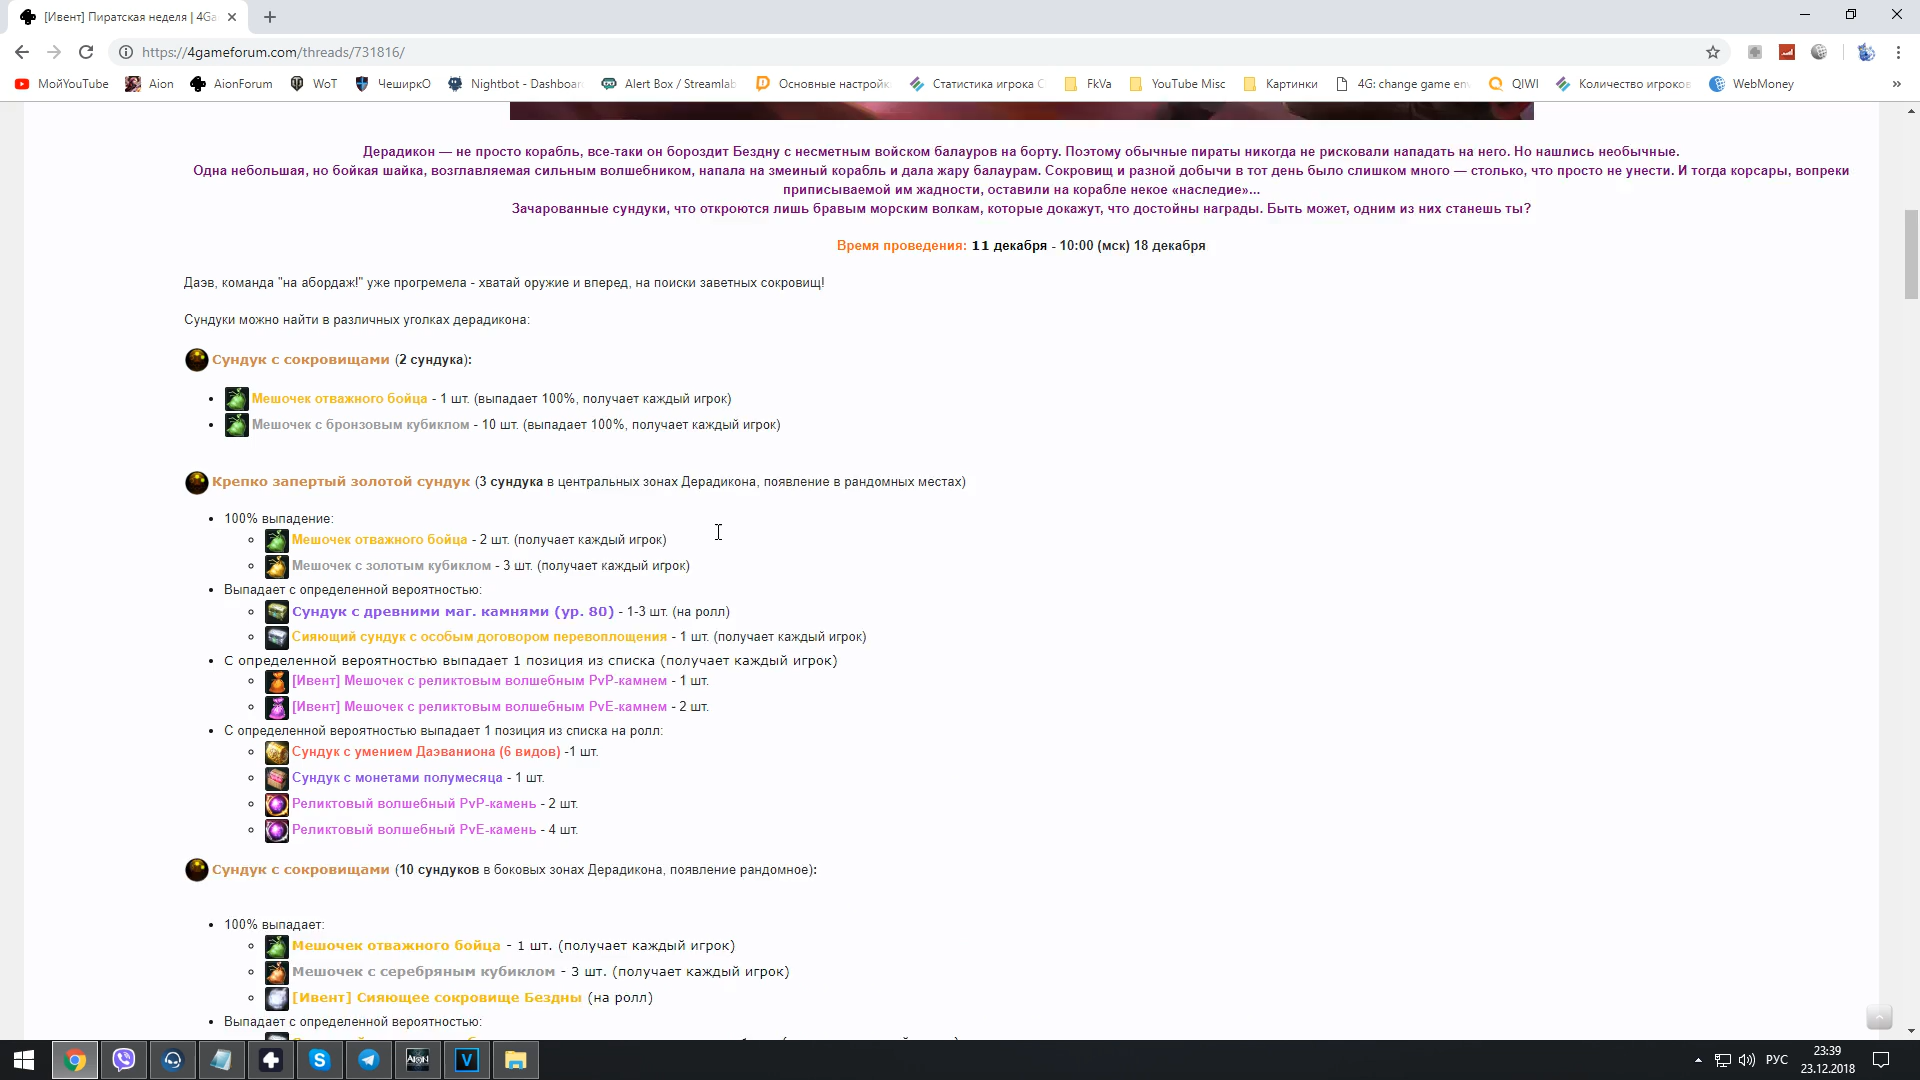 [Ивент] Пиратская неделя | 4Ga
https://4gameforum.com/threads/731816/
МойYouTube Aion AionForum WoT ЧеширкО Nightbot - Dashboar Alert Box / Streamlab Основные настройк Статистика игрока С FkVa YouTube Misc Картинки 4G: change game en QIWI Количество игроков WebMoney »
Дерадикон — не просто корабль, все-таки он бороздит Бездну с несметным войском балауров на борту. Поэтому обычные пираты никогда не рисковали нападать на него. Но нашлись необычные.
Одна небольшая, но бойкая шайка, возглавляемая сильным волшебником, напала на змеиный корабль и дала жару балаурам. Сокровищ и разной добычи в тот день было слишком много — столько, что просто не унести. И тогда корсары, вопреки
приписываемой им жадности, оставили на корабле некое «наследие»...
Зачарованные сундуки, что откроются лишь бравым морским волкам, которые докажут, что достойны награды. Быть может, одним из них станешь ты?
Время проведения: 11 декабря - 10:00 (мск) 18 декабря
Даэв, команда "на абордаж!" уже прогремела - хватай оружие и вперед, на поиски заветных сокровищ!
Сундуки можно найти в различных уголках дерадикона:
Сундук с сокровищами (2 сундука):
Мешочек отважного бойца - 1 шт. (выпадает 100%, получает каждый игрок)
Мешочек с бронзовым кубиклом - 10 шт. (выпадает 100%, получает каждый игрок)
Крепко запертый золотой сундук (3 сундука в центральных зонах Дерадикона, появление в рандомных местах)
100% выпадение:
Мешочек отважного бойца - 2 шт. (получает каждый игрок)
Мешочек с золотым кубиклом - 3 шт. (получает каждый игрок)
Выпадает с определенной вероятностью:
Сундук с древними маг. камнями (ур. 80) - 1-3 шт. (на ролл)
Сияющий сундук с особым договором перевоплощения - 1 шт. (получает каждый игрок)
С определенной вероятностью выпадает 1 позиция из списка (получает каждый игрок)
[Ивент] Мешочек с реликтовым волшебным PvP-камнем - 1 шт.
[Ивент] Мешочек с реликтовым волшебным PvE-камнем - 2 шт.
С определенной вероятностью выпадает 1 позиция из списка на ролл:
Сундук с умением Даэваниона (6 видов) -1 шт.
Сундук с монетами полумесяца - 1 шт.
Реликтовый волшебный PvP-камень - 2 шт.
Реликтовый волшебный PvE-камень - 4 шт.
Сундук с сокровищами (10 сундуков в боковых зонах Дерадикона, появление рандомное):
100% выпадает:
Мешочек отважного бойца - 1 шт. (получает каждый игрок)
Мешочек с серебряным кубиклом - 3 шт. (получает каждый игрок)
[Ивент] Сияющее сокровище Бездны (на ролл)
Выпадает с определенной вероятностью:
AION V РУС 23:39
23.12.2018